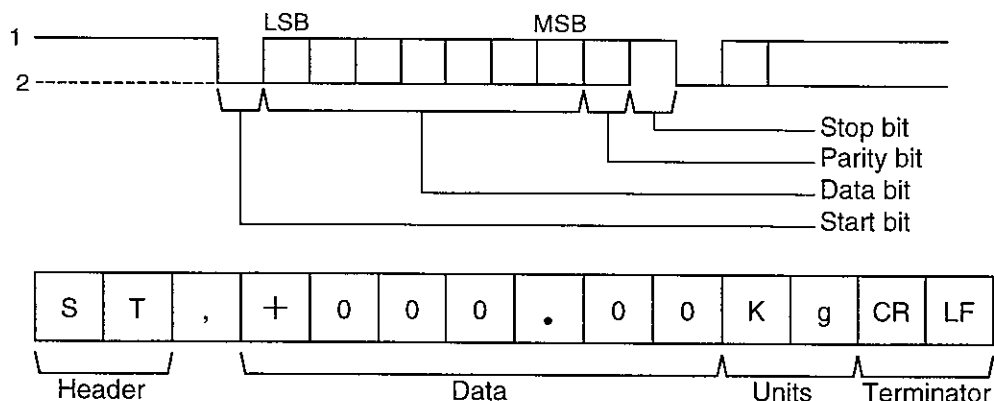 LSB MSB
1
2
Stop bit
Parity bit
Data bit
Start bit
S T , + 0 0 0 . 0 0 K g CR LF
Header Data Units Terminator